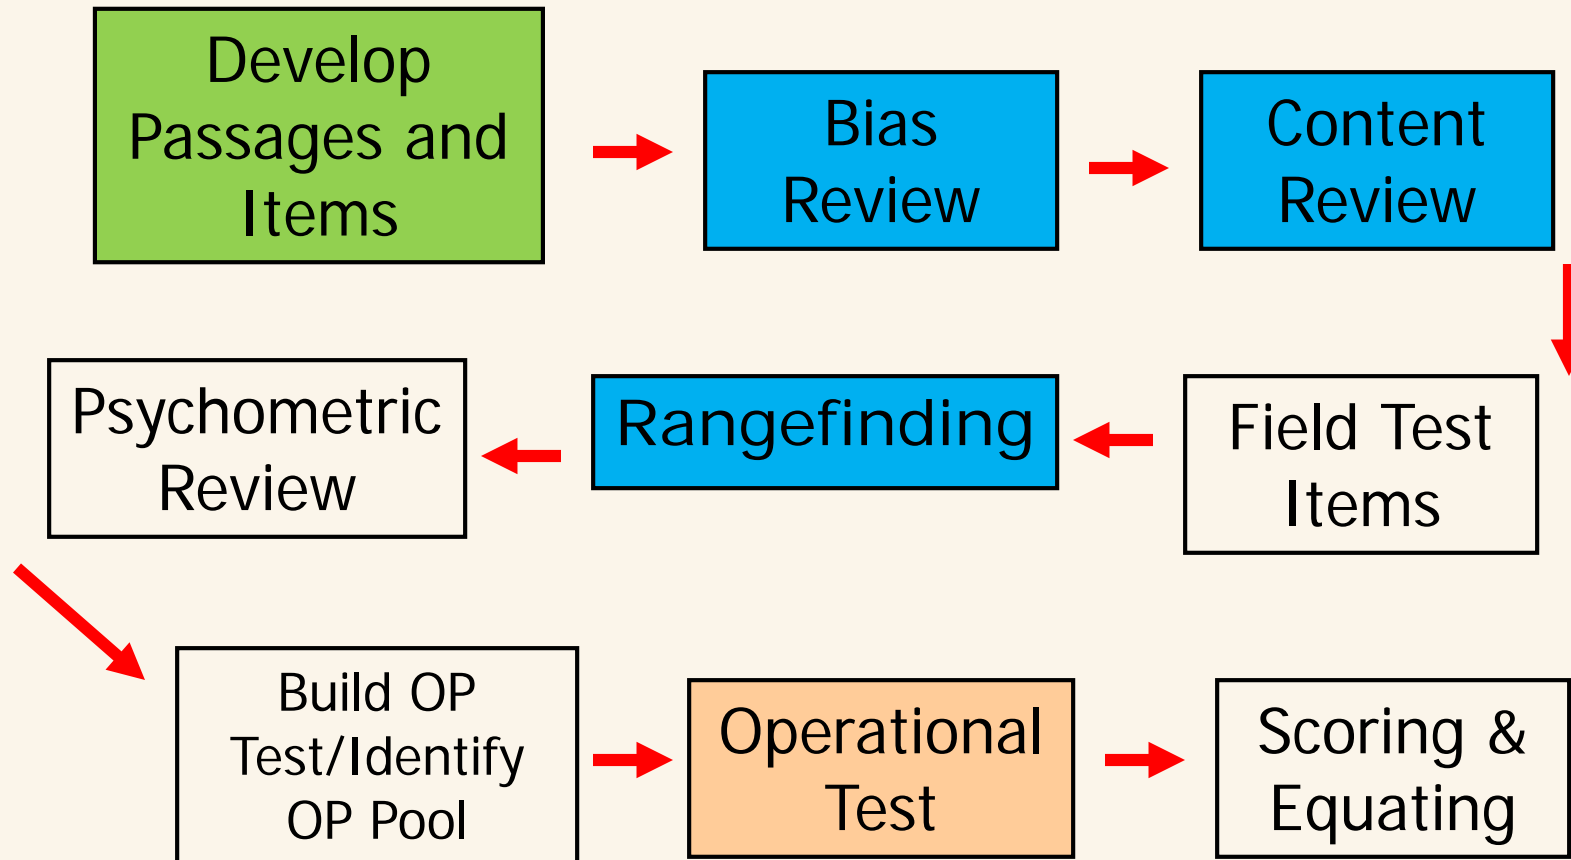 Develop
Passages and
Items
Bias
Review
Content
Review
Psychometric
Review
Rangefinding
Field Test
Items
Build OP
Test/Identify
OP Pool
Operational
Test
Scoring &
Equating